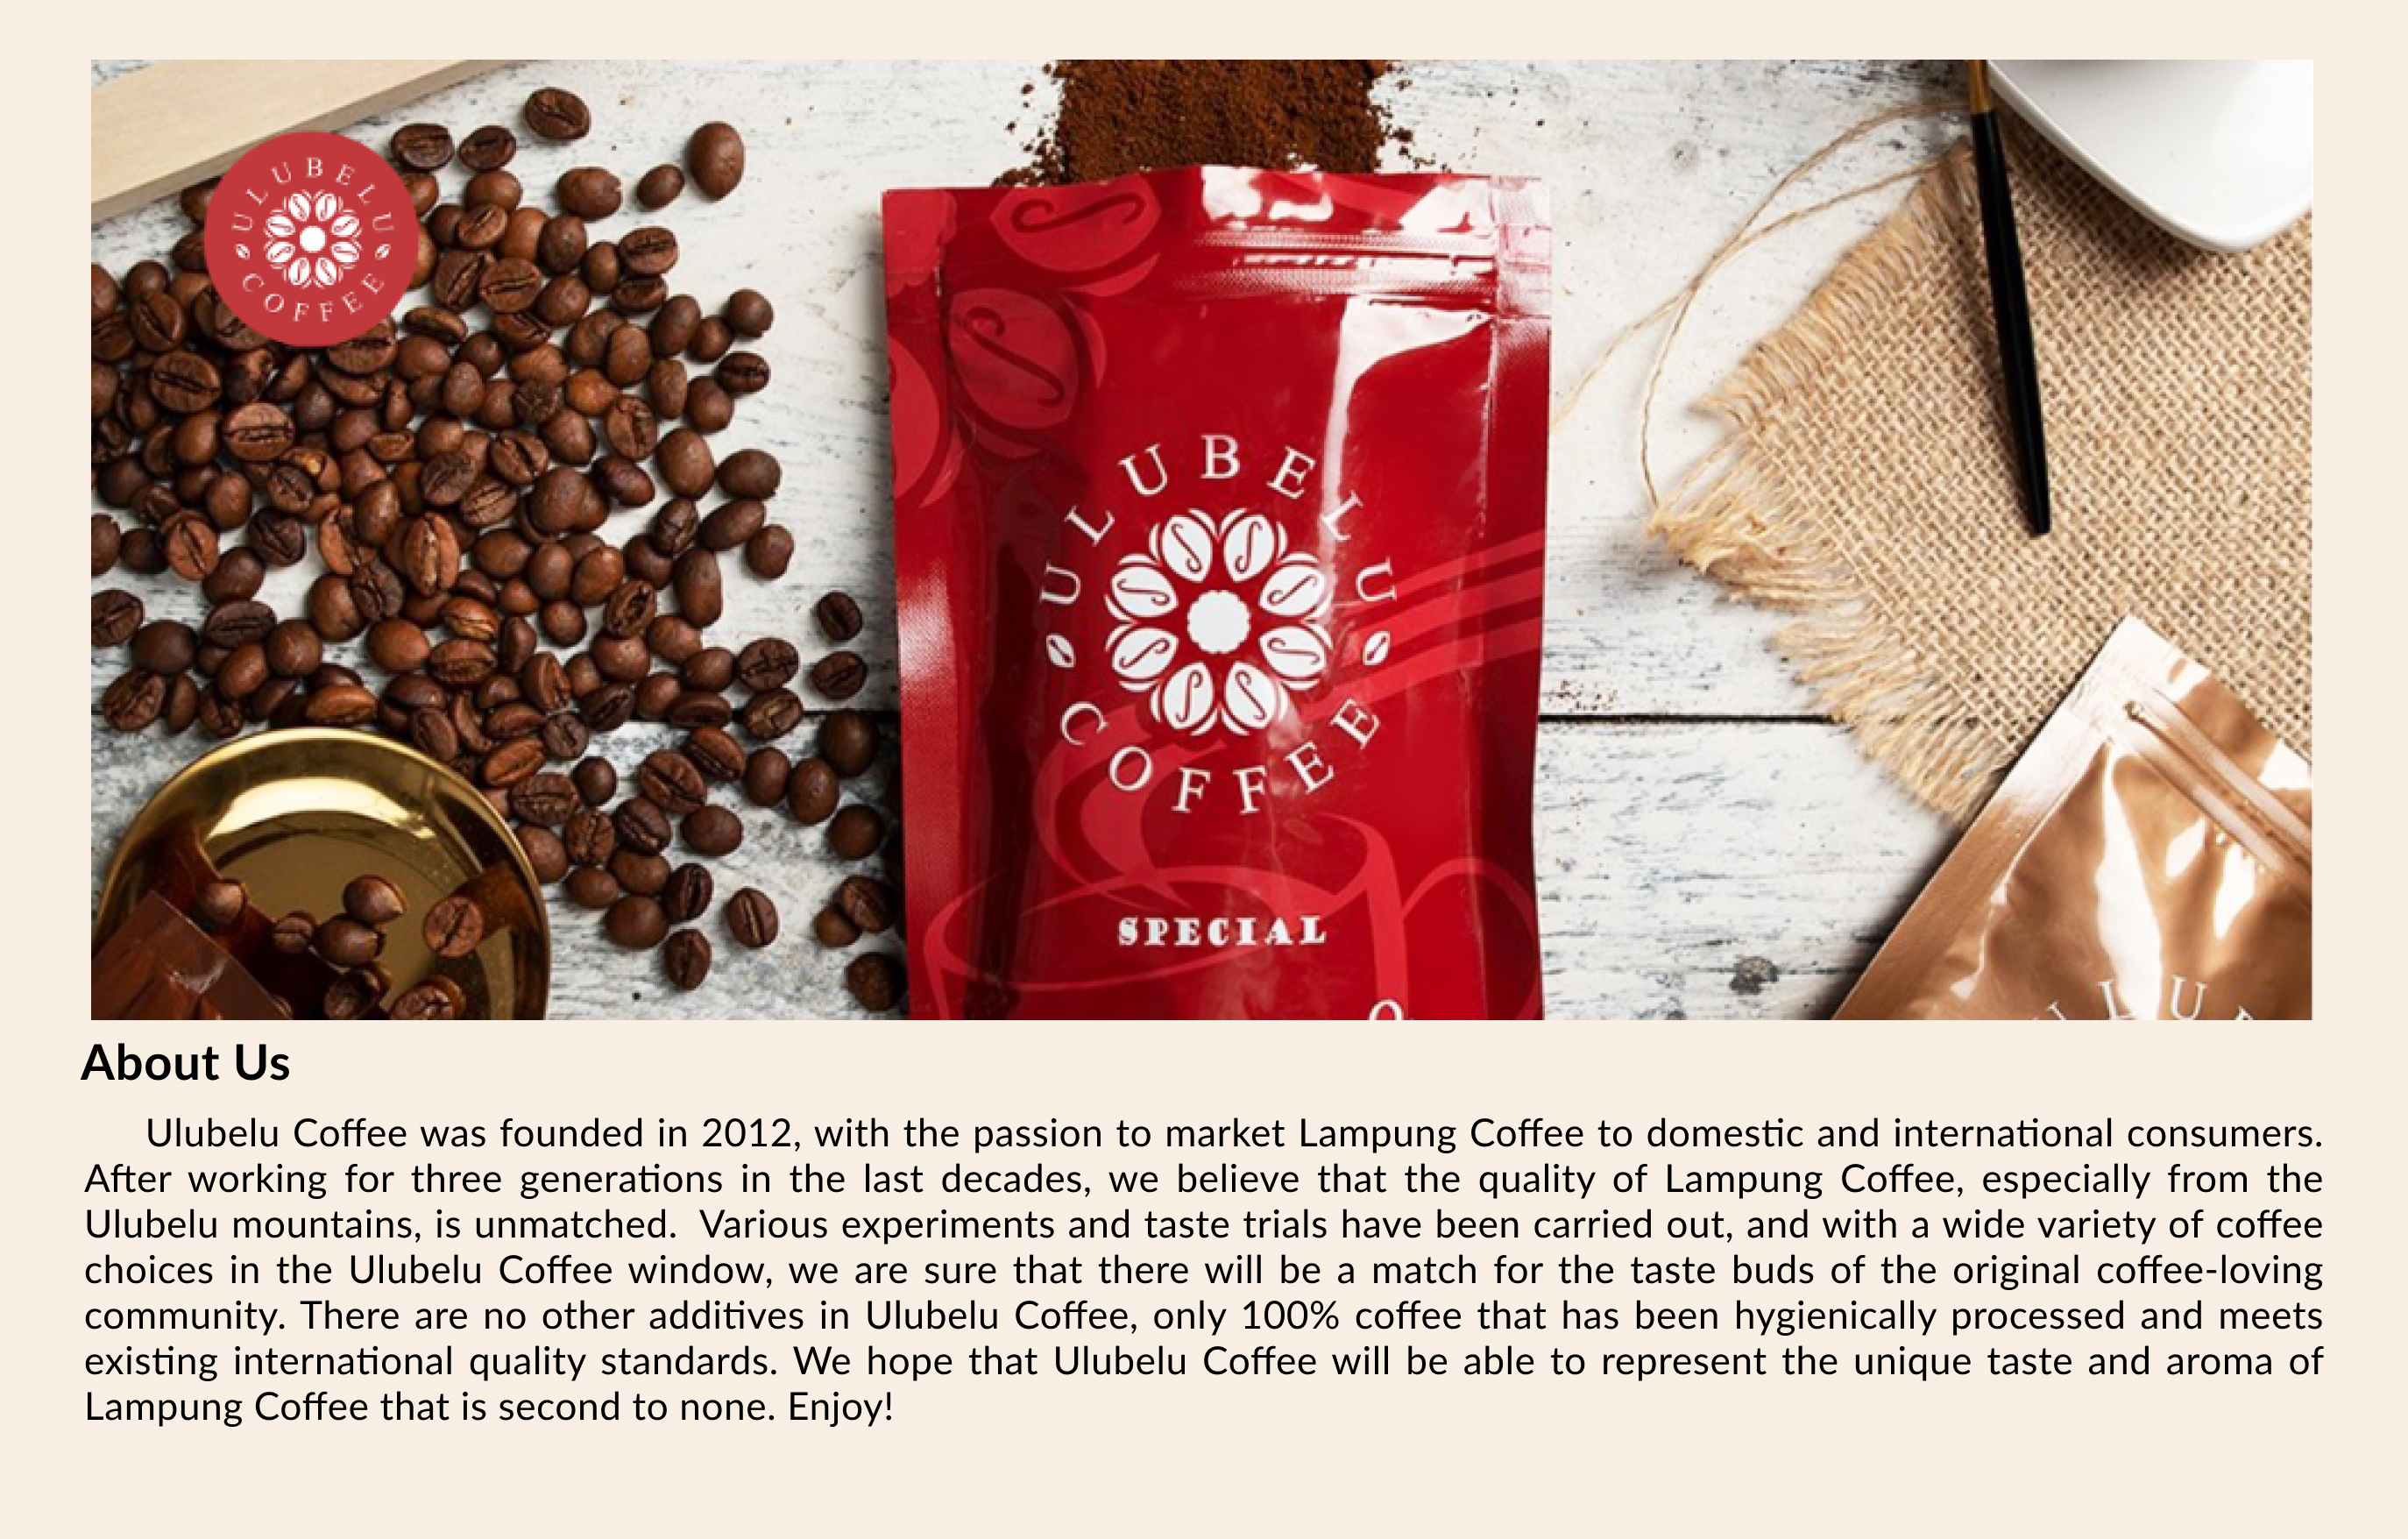 ULUBELU
COFFEE
ULUBELU
COFFEE
SPECIAL
ULU
About Us
Ulubelu Coffee was founded in 2012, with the passion to market Lampung Coffee to domestic and international consumers.
After working for three generations in the last decades, we believe that the quality of Lampung Coffee, especially from the
Ulubelu mountains, is unmatched.  Various experiments and taste trials have been carried out, and with a wide variety of coffee
choices in the Ulubelu Coffee window, we are sure that there will be a match for the taste buds of the original coffee-loving
community. There are no other additives in Ulubelu Coffee, only 100% coffee that has been hygienically processed and meets
existing international quality standards. We hope that Ulubelu Coffee will be able to represent the unique taste and aroma of
Lampung Coffee that is second to none. Enjoy!